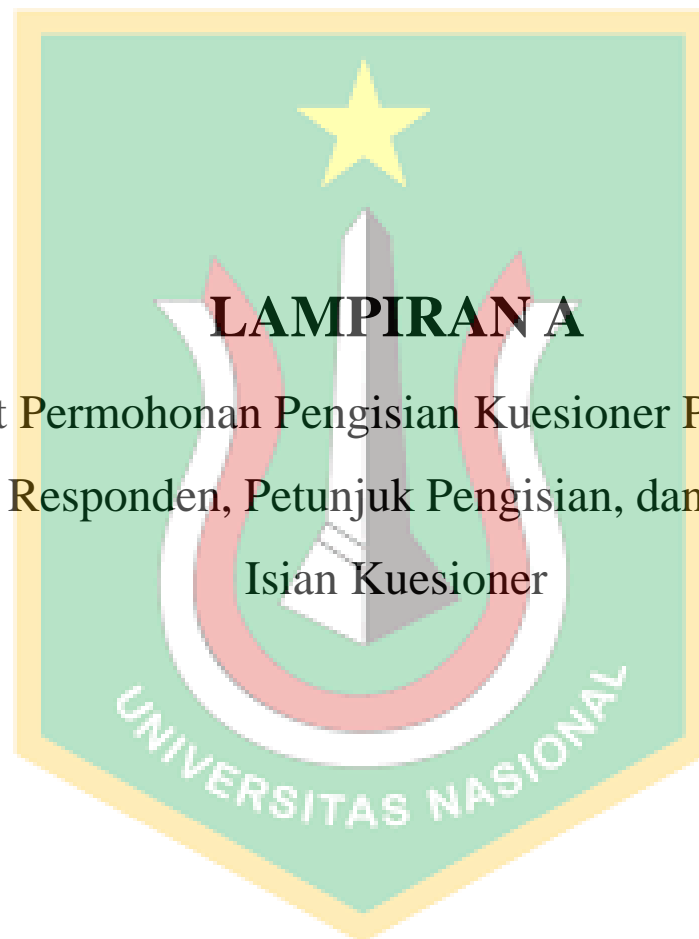 LAMPIRAN A
t Permohonan Pengisian Kuesioner P
Responden, Petunjuk Pengisian, dan
Isian Kuesioner
UNIVERSITAS NASIONAL